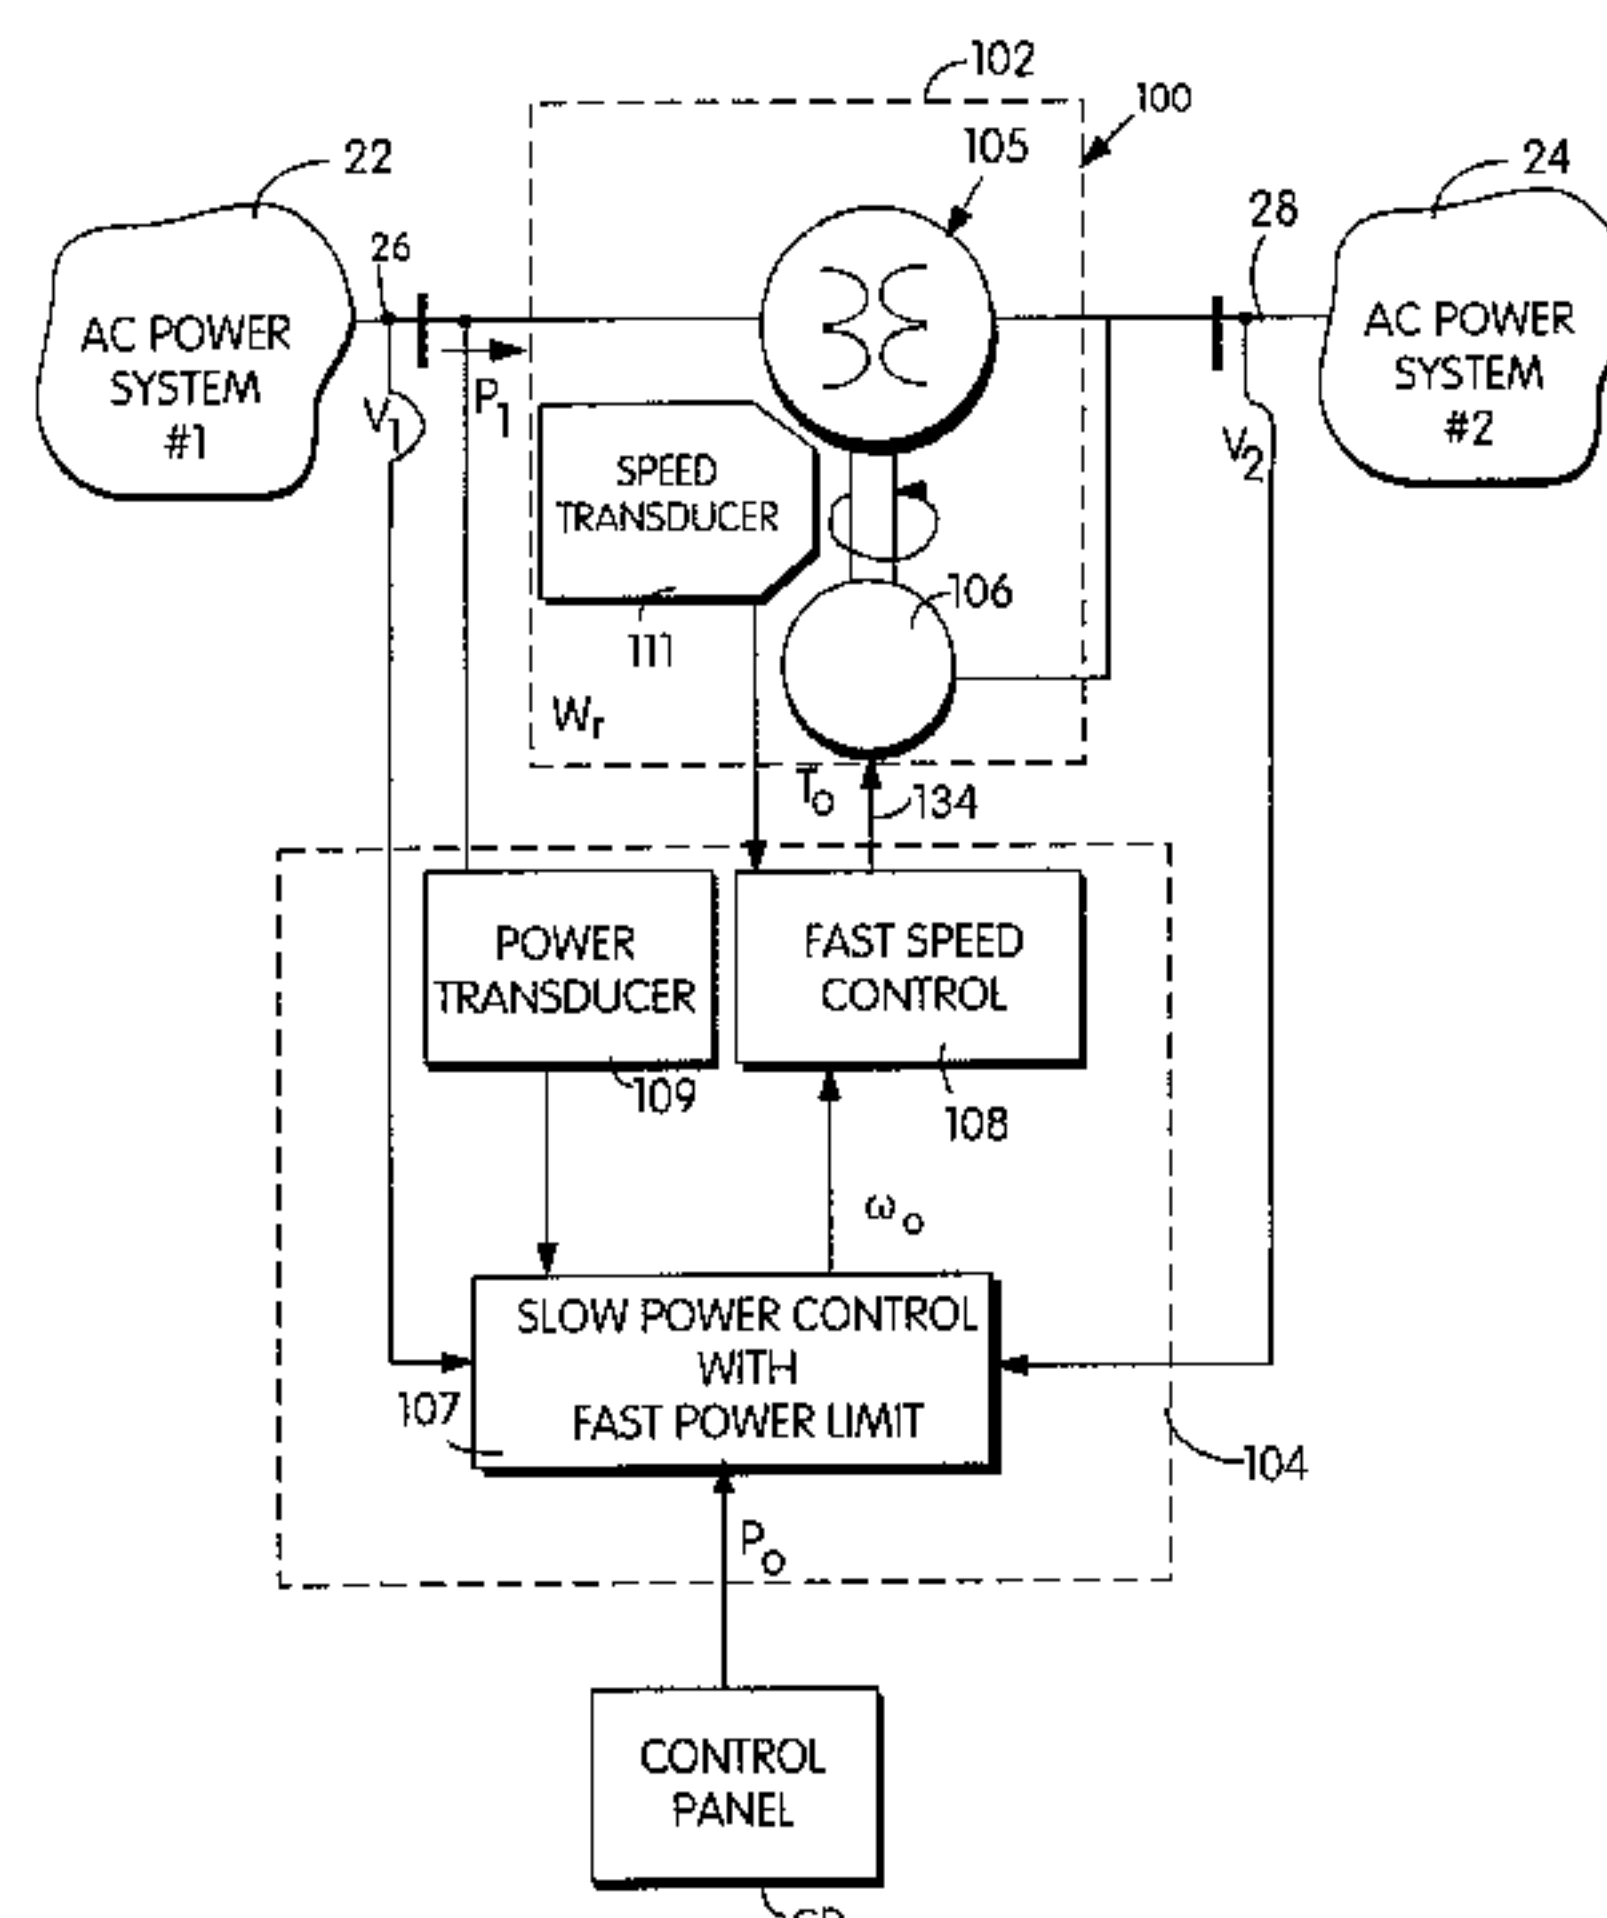 102
100
105
22
24
26
28
AC POWER
SYSTEM
#1
AC POWER
SYSTEM
#2
V1
P1
V2
SPEED
TRANSDUCER
111
106
Wr
To
134
POWER
TRANSDUCER
109
FAST SPEED
CONTROL
108
ωo
SLOW POWER CONTROL
WITH
FAST POWER LIMIT
107
104
Po
CONTROL
PANEL